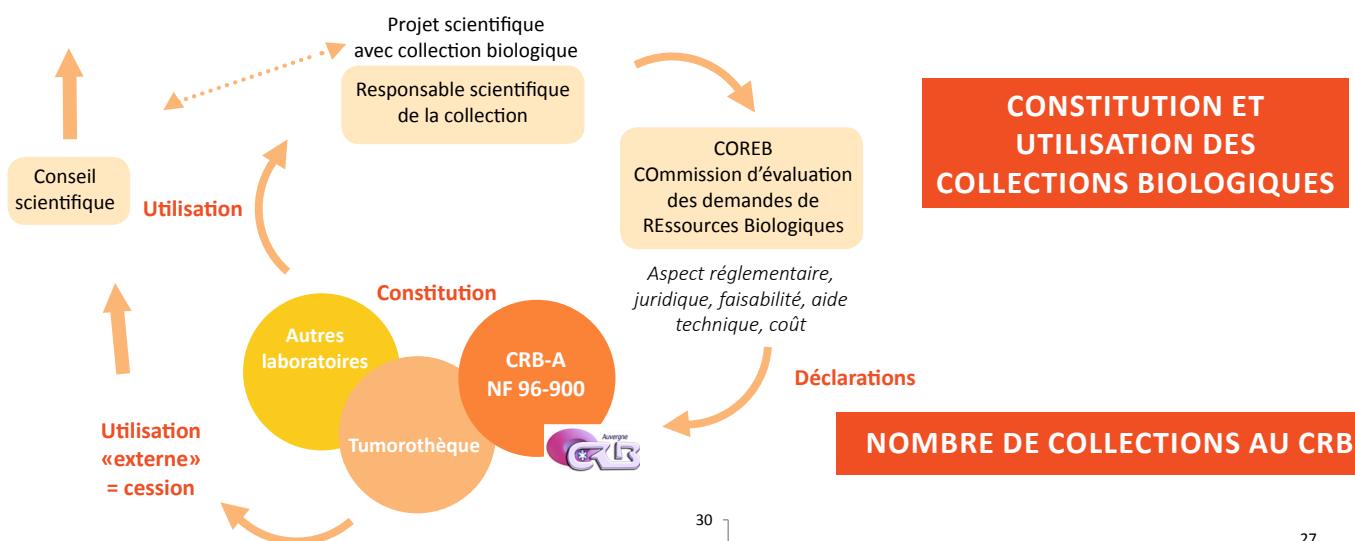 Projet scientifique
avec collection biologique
Responsable scientifique
de la collection
CONSTITUTION ET
UTILISATION DES
COLLECTIONS BIOLOGIQUES
COREB
COmmission d'évaluation
des demandes de
REssources Biologiques
Conseil
scientifique
Utilisation
Aspect réglementaire,
juridique, faisabilité, aide
technique, coût
Constitution
Autres
laboratoires
CRB-A
NF 96-900
Déclarations
Tumorothèque
Auvergne
CRB
Utilisation
«externe»
= cession
NOMBRE DE COLLECTIONS AU CRB
30
27